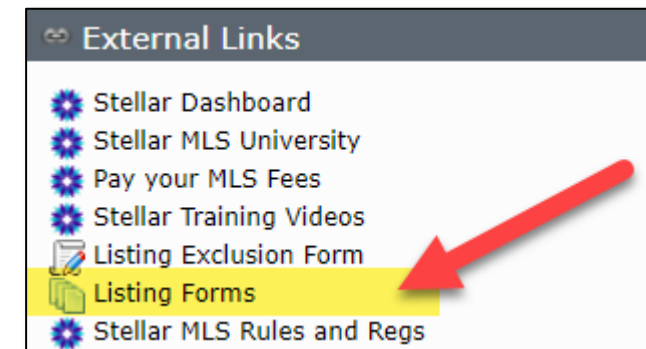 External Links
Stellar Dashboard
Stellar MLS University
Pay your MLS Fees
Stellar Training Videos
Listing Exclusion Form
Listing Forms
Stellar MLS Rules and Regs